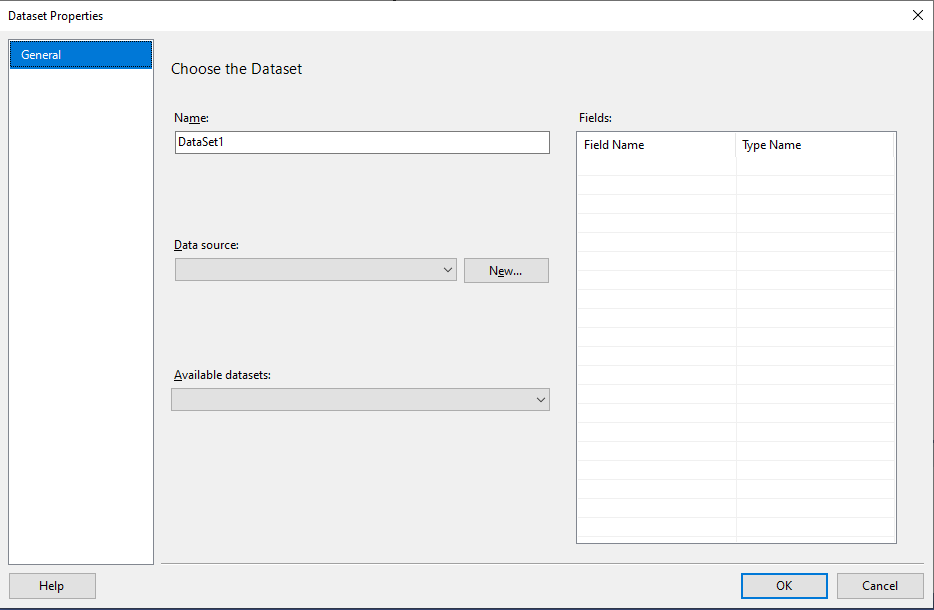 Dataset Properties
General
Choose the Dataset
Name:
DataSet1
Data source:
New...
Available datasets:
Fields:
Field Name Type Name
Help
OK
Cancel